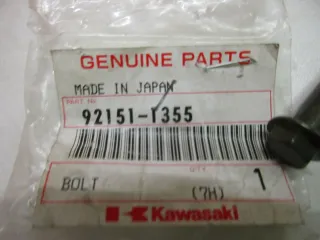 GENUINE PARTS
MADE IN JAPAN
PART No.
92151-1355
BOLT
QTY.
(7H)
1
Kawasaki